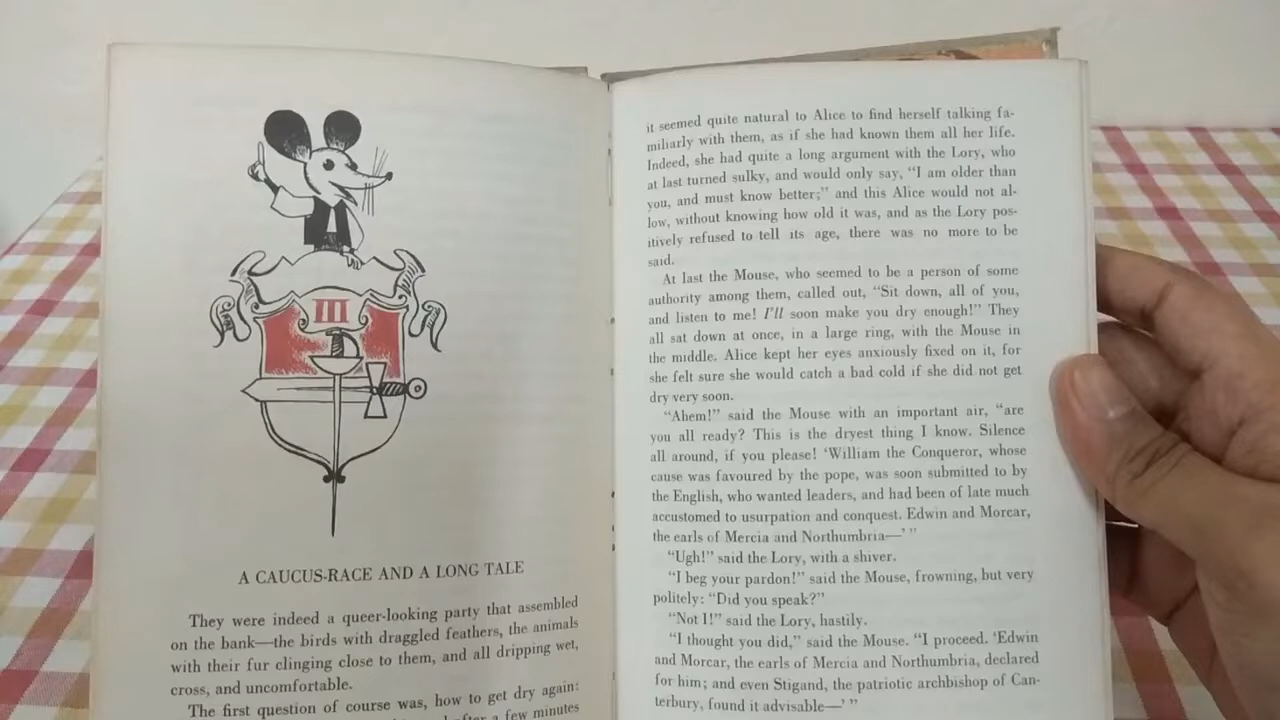 III
A CAUCUS-RACE AND A LONG TALE
They were indeed a queer-looking party that assembled
on the bank—the birds with draggled feathers, the animals
with their fur clinging close to them, and all dripping wet,
cross, and uncomfortable.
The first question of course was, how to get dry again:
after a few minutes
it seemed quite natural to Alice to find herself talking fa-
miliarly with them, as if she had known them all her life.
Indeed, she had quite a long argument with the Lory, who
at last turned sulky, and would only say, “I am older than
you, and must know better;” and this Alice would not al-
low, without knowing how old it was, and as the Lory pos-
itively refused to tell its age, there was no more to be
said.
At last the Mouse, who seemed to be a person of some
authority among them, called out, “Sit down, all of you,
and listen to me! I’ll soon make you dry enough!” They
all sat down at once, in a large ring, with the Mouse in
the middle. Alice kept her eyes anxiously fixed on it, for
she felt sure she would catch a bad cold if she did not get
dry very soon.
“Ahem!” said the Mouse with an important air, “are
you all ready? This is the dryest thing I know. Silence
all around, if you please! ‘William the Conqueror, whose
cause was favoured by the pope, was soon submitted to by
the English, who wanted leaders, and had been of late much
accustomed to usurpation and conquest. Edwin and Morcar,
the earls of Mercia and Northumbria—’ ”
“Ugh!” said the Lory, with a shiver.
“I beg your pardon!” said the Mouse, frowning, but very
politely: “Did you speak?”
“Not I!” said the Lory, hastily.
“I thought you did,” said the Mouse. “I proceed. ‘Edwin
and Morcar, the earls of Mercia and Northumbria, declared
for him; and even Stigand, the patriotic archbishop of Can-
terbury, found it advisable—’ ”